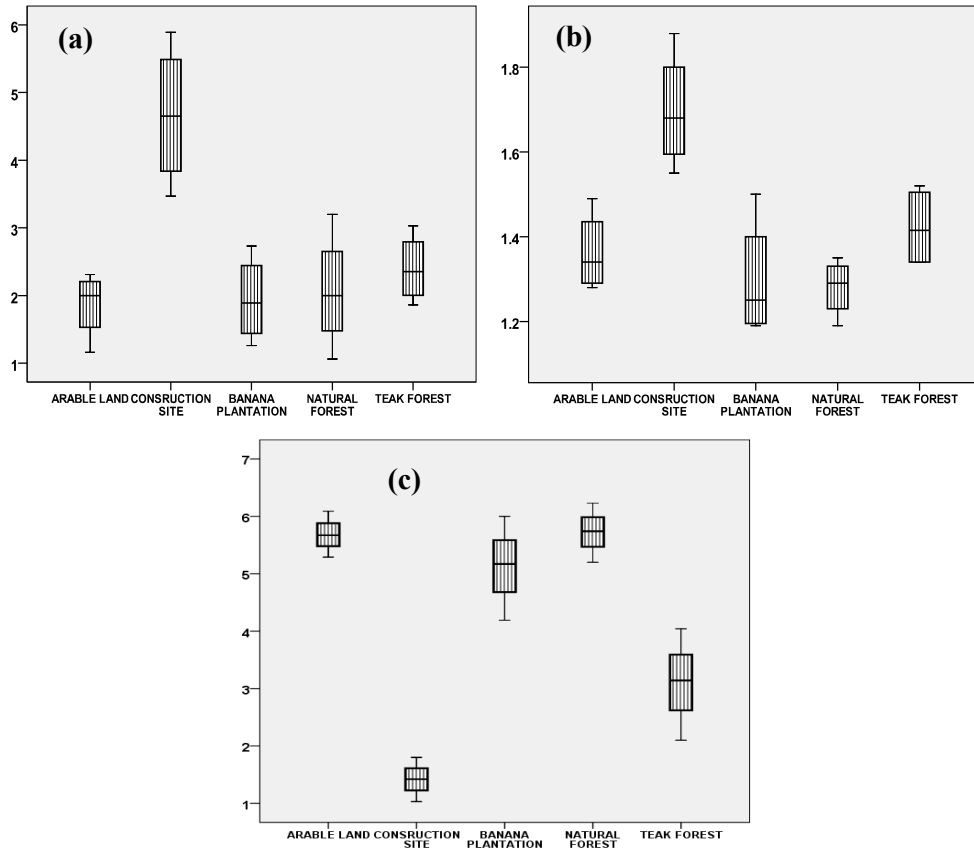 (a)
6
5
4
3
2
1
ARABLE LAND CONSRUCTION SITE BANANA PLANTATION NATURAL FOREST TEAK FOREST
(b)
1.8
1.6
1.4
1.2
ARABLE LAND CONSRUCTION SITE BANANA PLANTATION NATURAL FOREST TEAK FOREST
(c)
7
6
5
4
3
2
1
ARABLE LAND CONSRUCTION SITE BANANA PLANTATION NATURAL FOREST TEAK FOREST